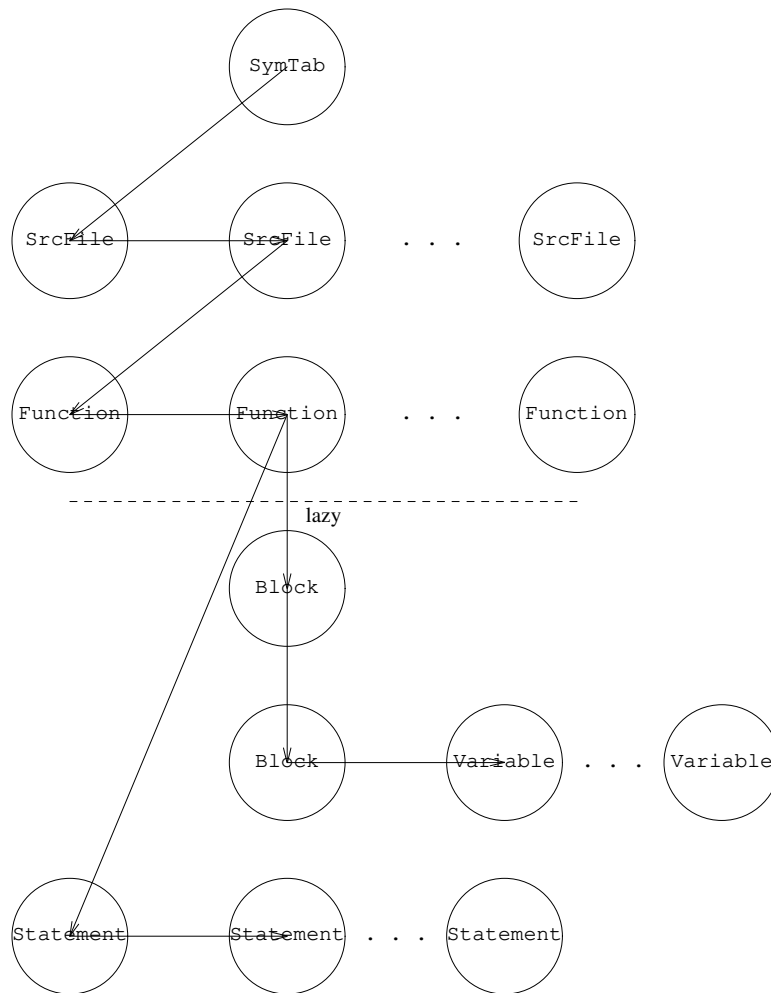 SymTab
SrcFile SrcFile . . . SrcFile
Function Function . . . Function
lazy
Block
Block Variable . . . Variable
Statement Statement . . . Statement